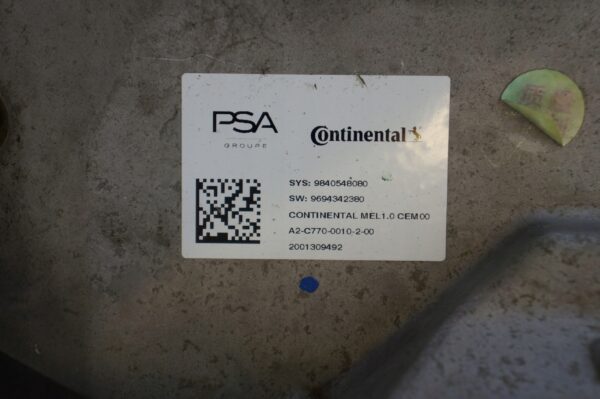 PSA
GROUPE
Continental
SYS: 9840548080
SW: 9694342380
CONTINENTAL MEL1.0 CEM00
A2-C770-0010-2-00
2001309492